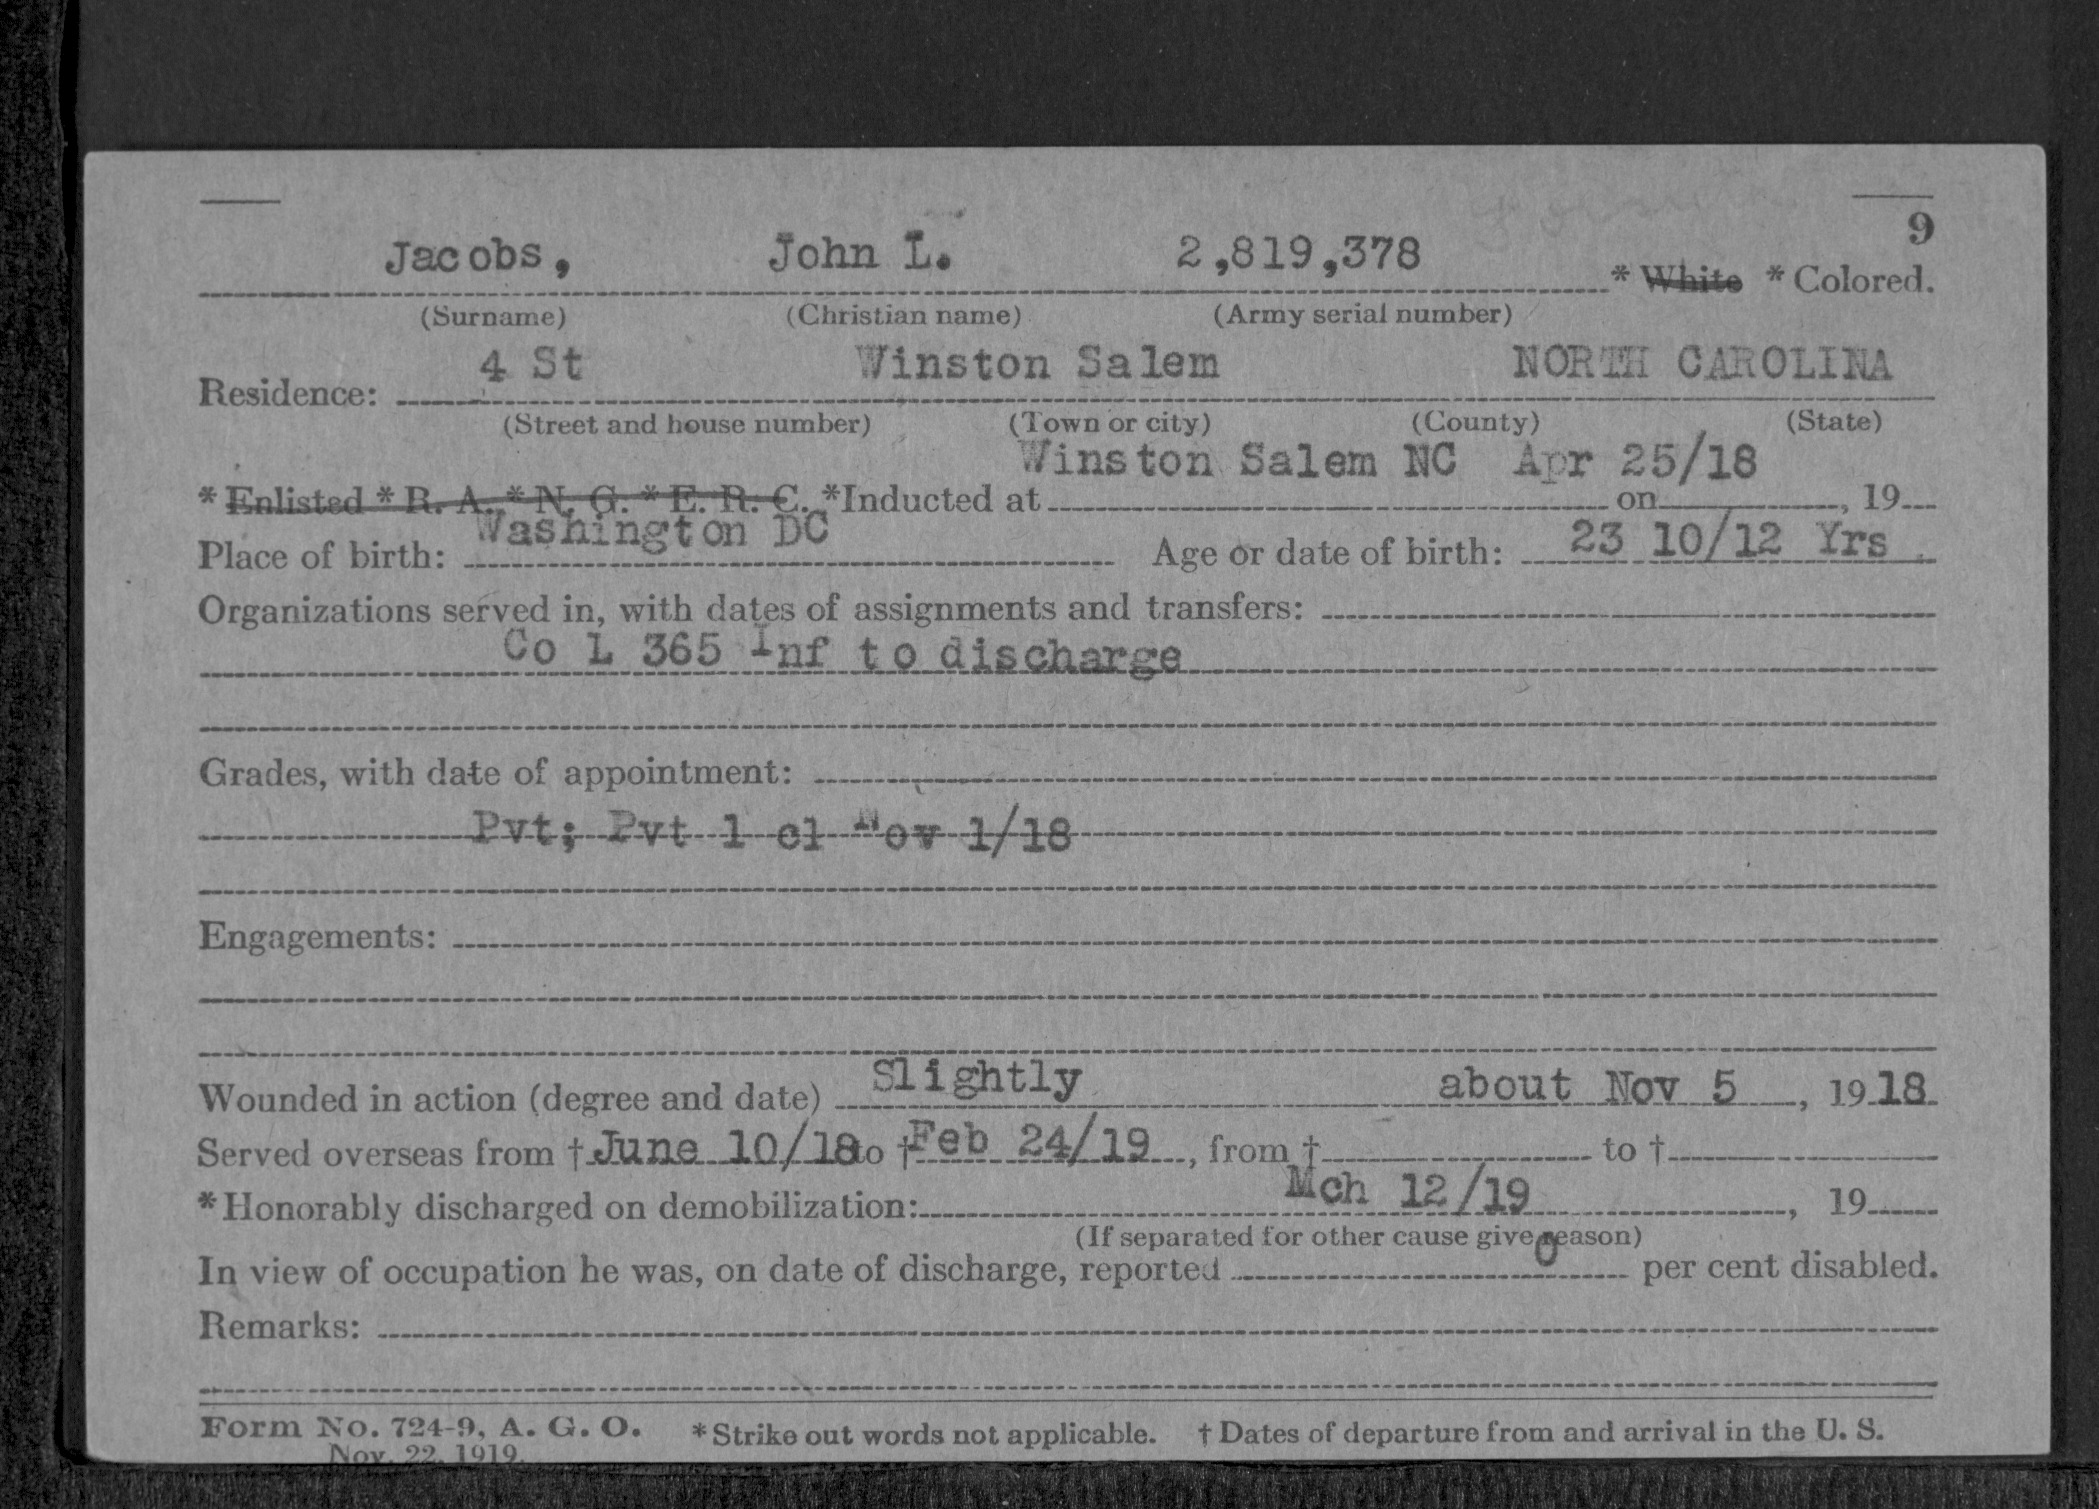 9
Jacobs, John L. 2,819,378 * White * Colored.
(Surname) (Christian name) (Army serial number)
4 St Winston Salem NORTH CAROLINA
Residence:
(Street and house number) (Town or city) (County) (State)
Winston Salem NC Apr 25/18
* Enlisted * R. A. * N. G. * E. R. C. *Inducted at on , 19
Place of birth: Washington DC Age or date of birth: 23 10/12 Yrs
Organizations served in, with dates of assignments and transfers:
Co L 365 Inf to discharge
Grades, with date of appointment:
Pvt; Pvt 1 cl Nov 1/18
Engagements:
Wounded in action (degree and date) Slightly about Nov 5 , 1918
Served overseas from † June 10/18 to † Feb 24/19 , from † to †
* Honorably discharged on demobilization: Mch 12/19 , 19
(If separated for other cause give reason)
In view of occupation he was, on date of discharge, reported 0 per cent disabled.
Remarks:
Form No. 724-9, A. G. O. * Strike out words not applicable. † Dates of departure from and arrival in the U. S.
Nov. 22, 1919.